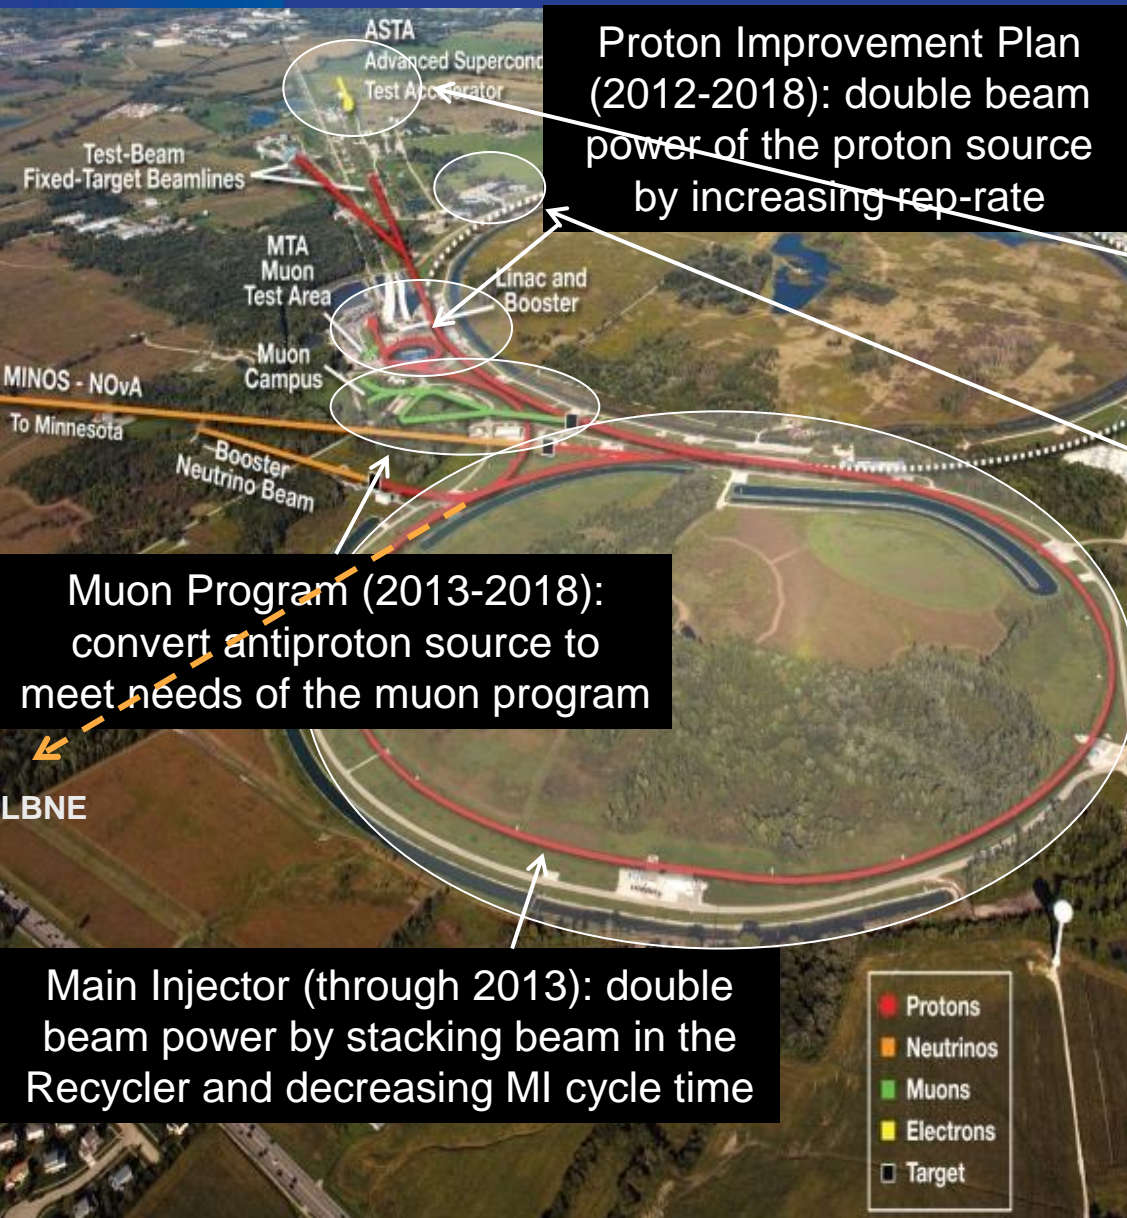 ASTA
Advanced Supercond
Test Accelerator
Proton Improvement Plan
(2012-2018): double beam
power of the proton source
by increasing rep-rate
Test-Beam
Fixed-Target Beamlines
MTA
Muon
Test Area
Linac and
Booster
Muon
Campus
MINOS - NOvA
To Minnesota
Booster
Neutrino Beam
Muon Program (2013-2018):
convert antiproton source to
meet needs of the muon program
LBNE
Main Injector (through 2013): double
beam power by stacking beam in the
Recycler and decreasing MI cycle time
Protons
Neutrinos
Muons
Electrons
Target